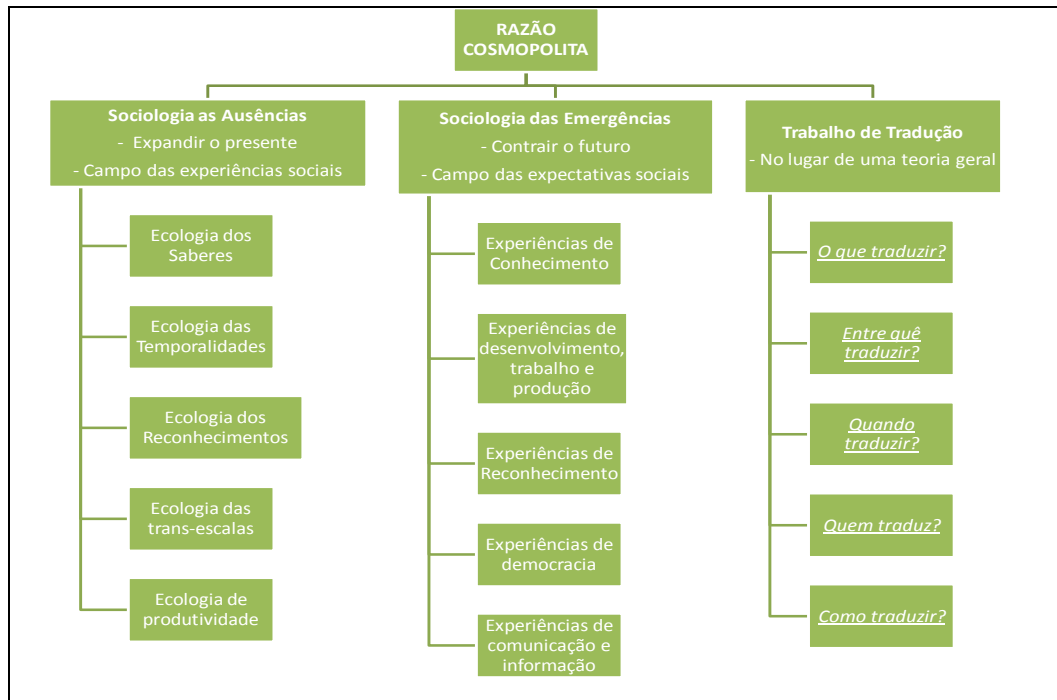 RAZÃO
COSMOPOLITA
Sociologia as Ausências
- Expandir o presente
- Campo das experiências sociais
Ecologia dos
Saberes
Ecologia das
Temporalidades
Ecologia dos
Reconhecimentos
Ecologia das
trans-escalas
Ecologia de
produtividade
Sociologia das Emergências
- Contrair o futuro
- Campo das expectativas sociais
Experiências de
Conhecimento
Experiências de
desenvolvimento,
trabalho e
produção
Experiências de
Reconhecimento
Experiências de
democracia
Experiências de
comunicação e
informação
Trabalho de Tradução
- No lugar de uma teoria geral
O que traduzir?
Entre quê
traduzir?
Quando
traduzir?
Quem traduz?
Como traduzir?